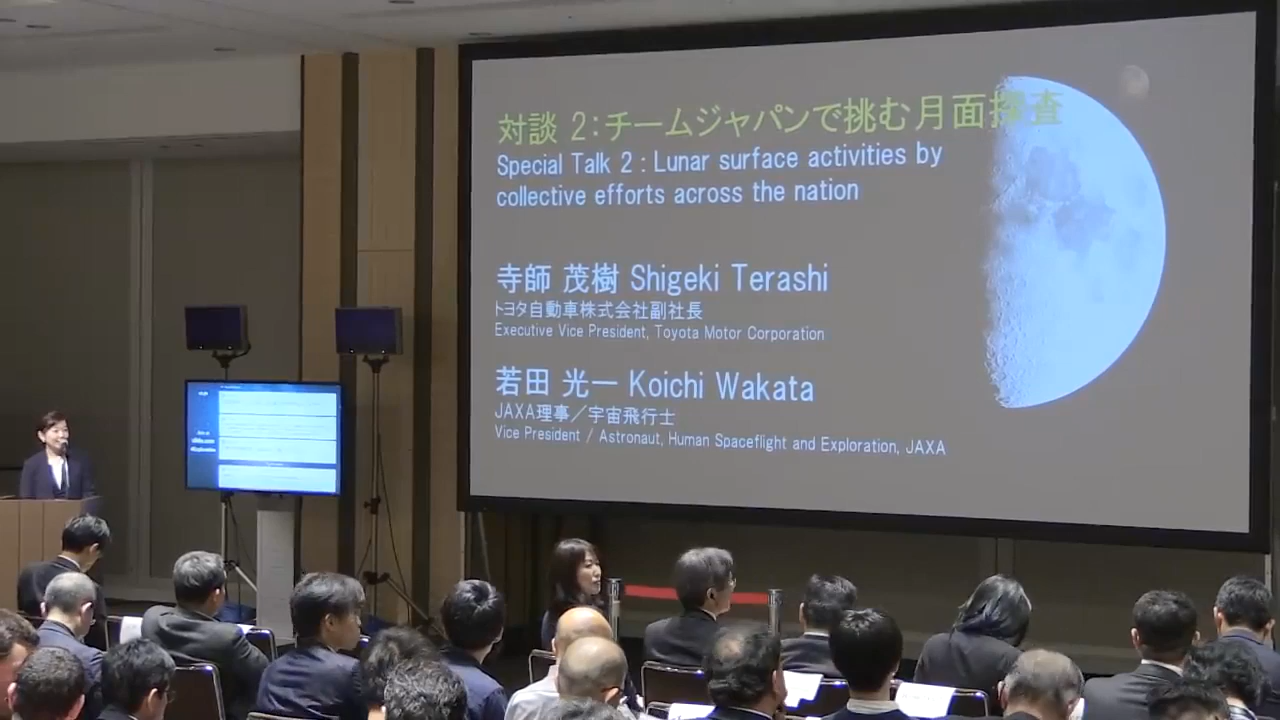 対談 2:チームジャパンで挑む月面探査
Special Talk 2 : Lunar surface activities by
collective efforts across the nation
寺師 茂樹 Shigeki Terashi
トヨタ自動車株式会社副社長
Executive Vice President, Toyota Motor Corporation
若田 光一 Koichi Wakata
JAXA理事／宇宙飛行士
Vice President / Astronaut, Human Spaceflight and Exploration, JAXA